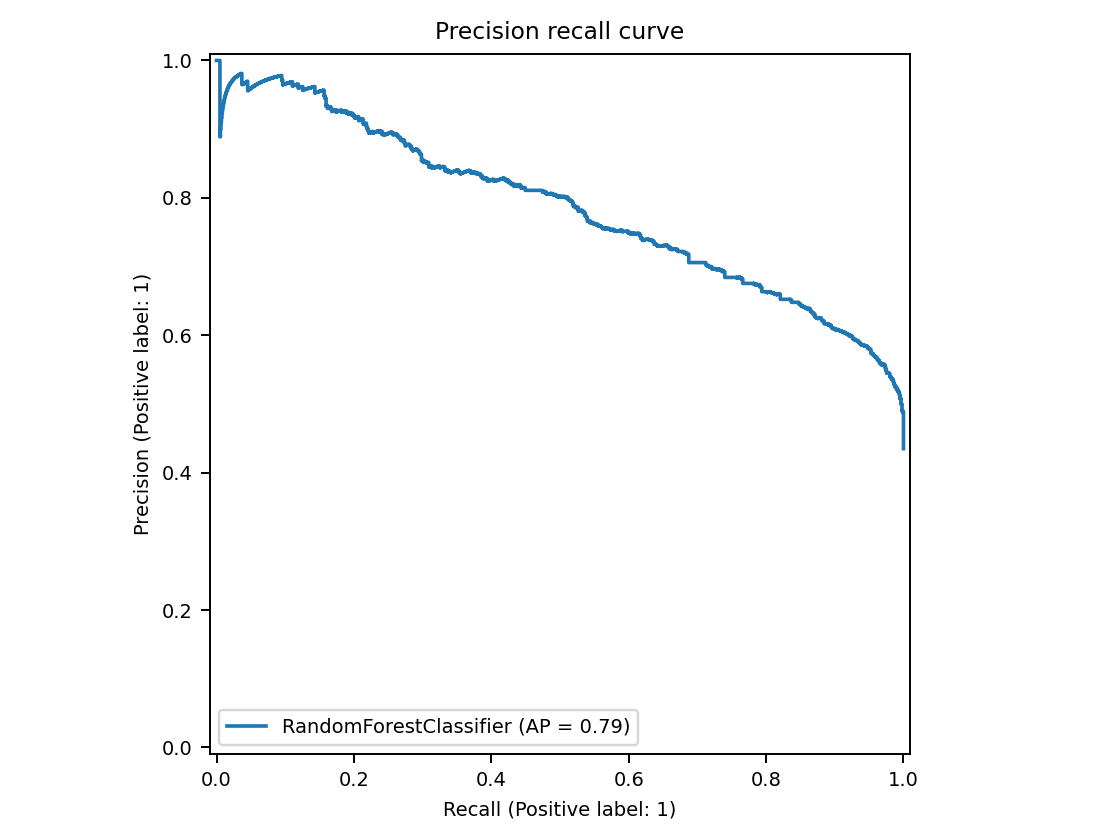 Precision recall curve
1.0
0.8
0.6
0.4
0.2
0.0
Precision (Positive label: 1)
RandomForestClassifier (AP = 0.79)
0.0 0.2 0.4 0.6 0.8 1.0
Recall (Positive label: 1)